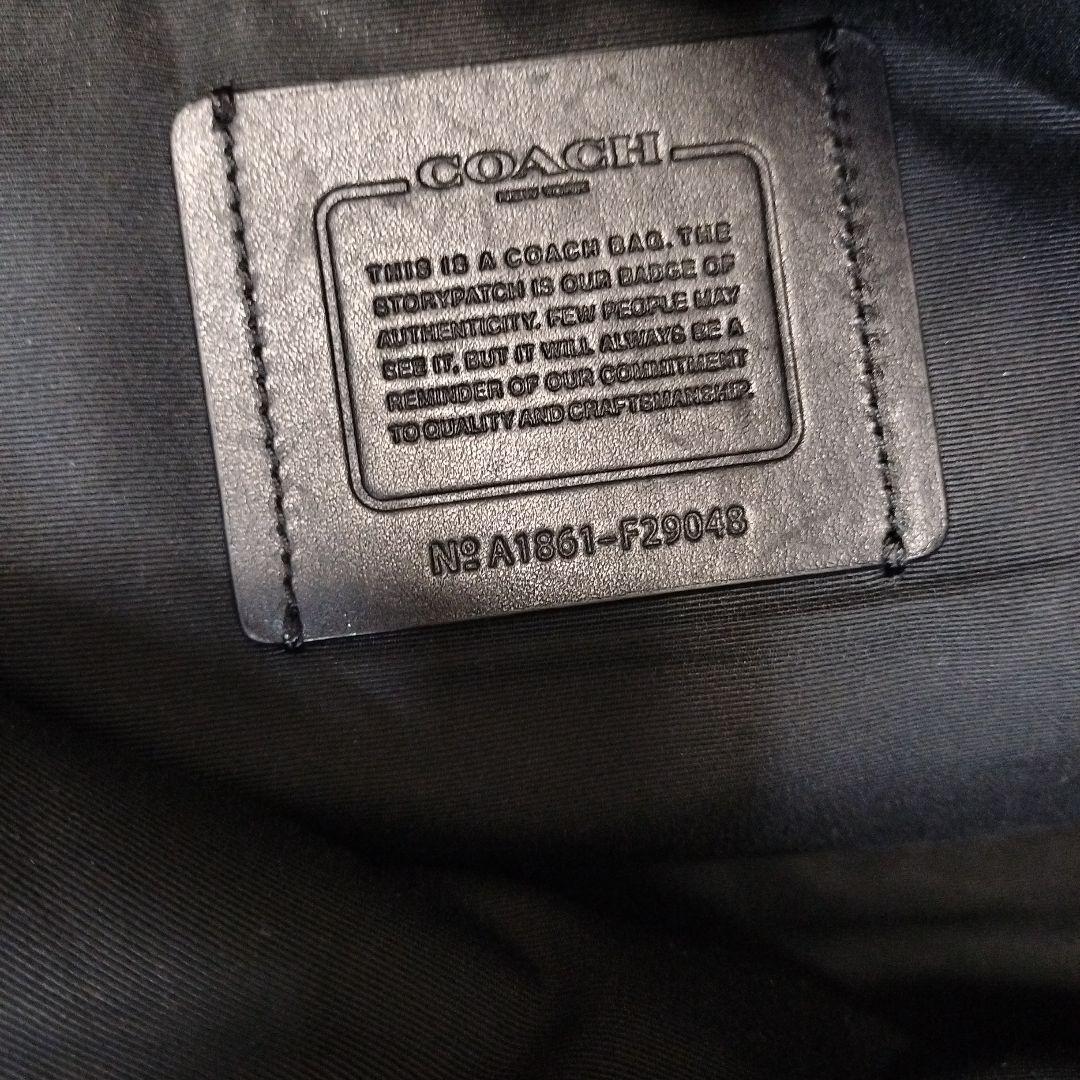 COACH
NEW YORK
THIS IS A COACH BAG. THE
STORYPATCH IS OUR BADGE OF
AUTHENTICITY. FEW PEOPLE MAY
SEE IT, BUT IT WILL ALWAYS BE A
REMINDER OF OUR COMMITMENT
TO QUALITY AND CRAFTSMANSHIP.
Nº A1861-F29048